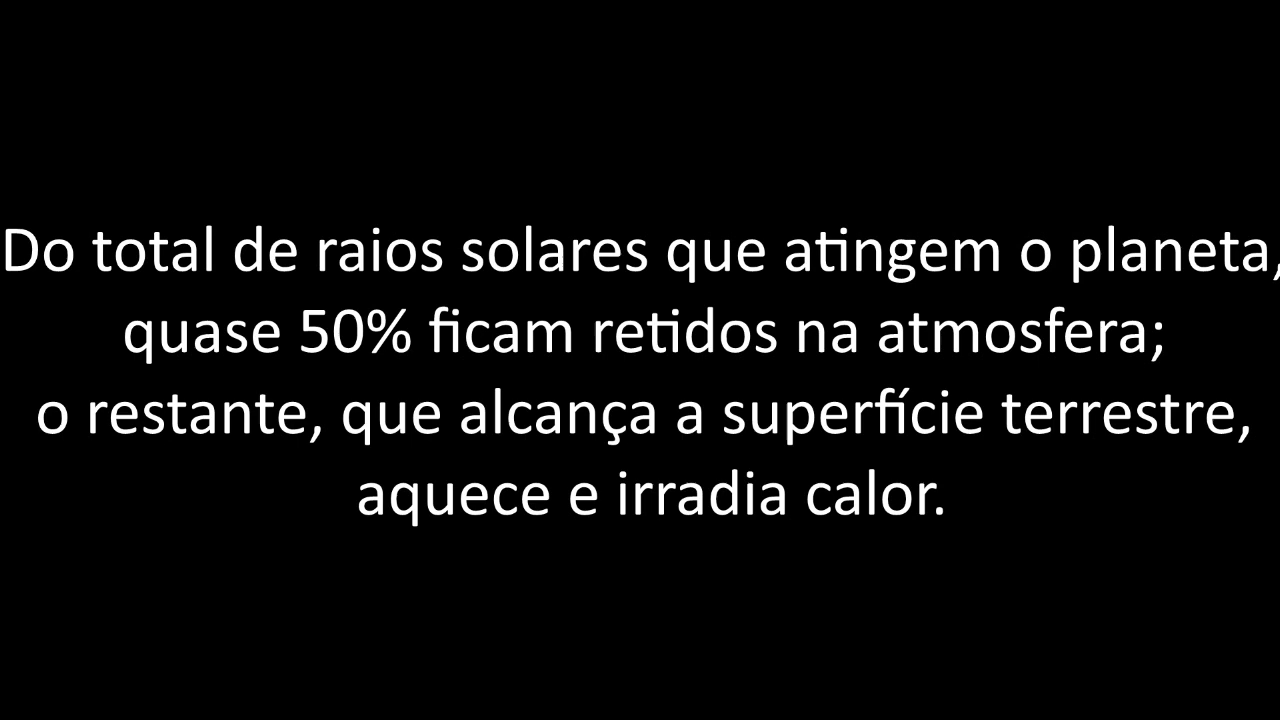 Do total de raios solares que atingem o planeta,
quase 50% ficam retidos na atmosfera;
o restante, que alcança a superfície terrestre,
aquece e irradia calor.